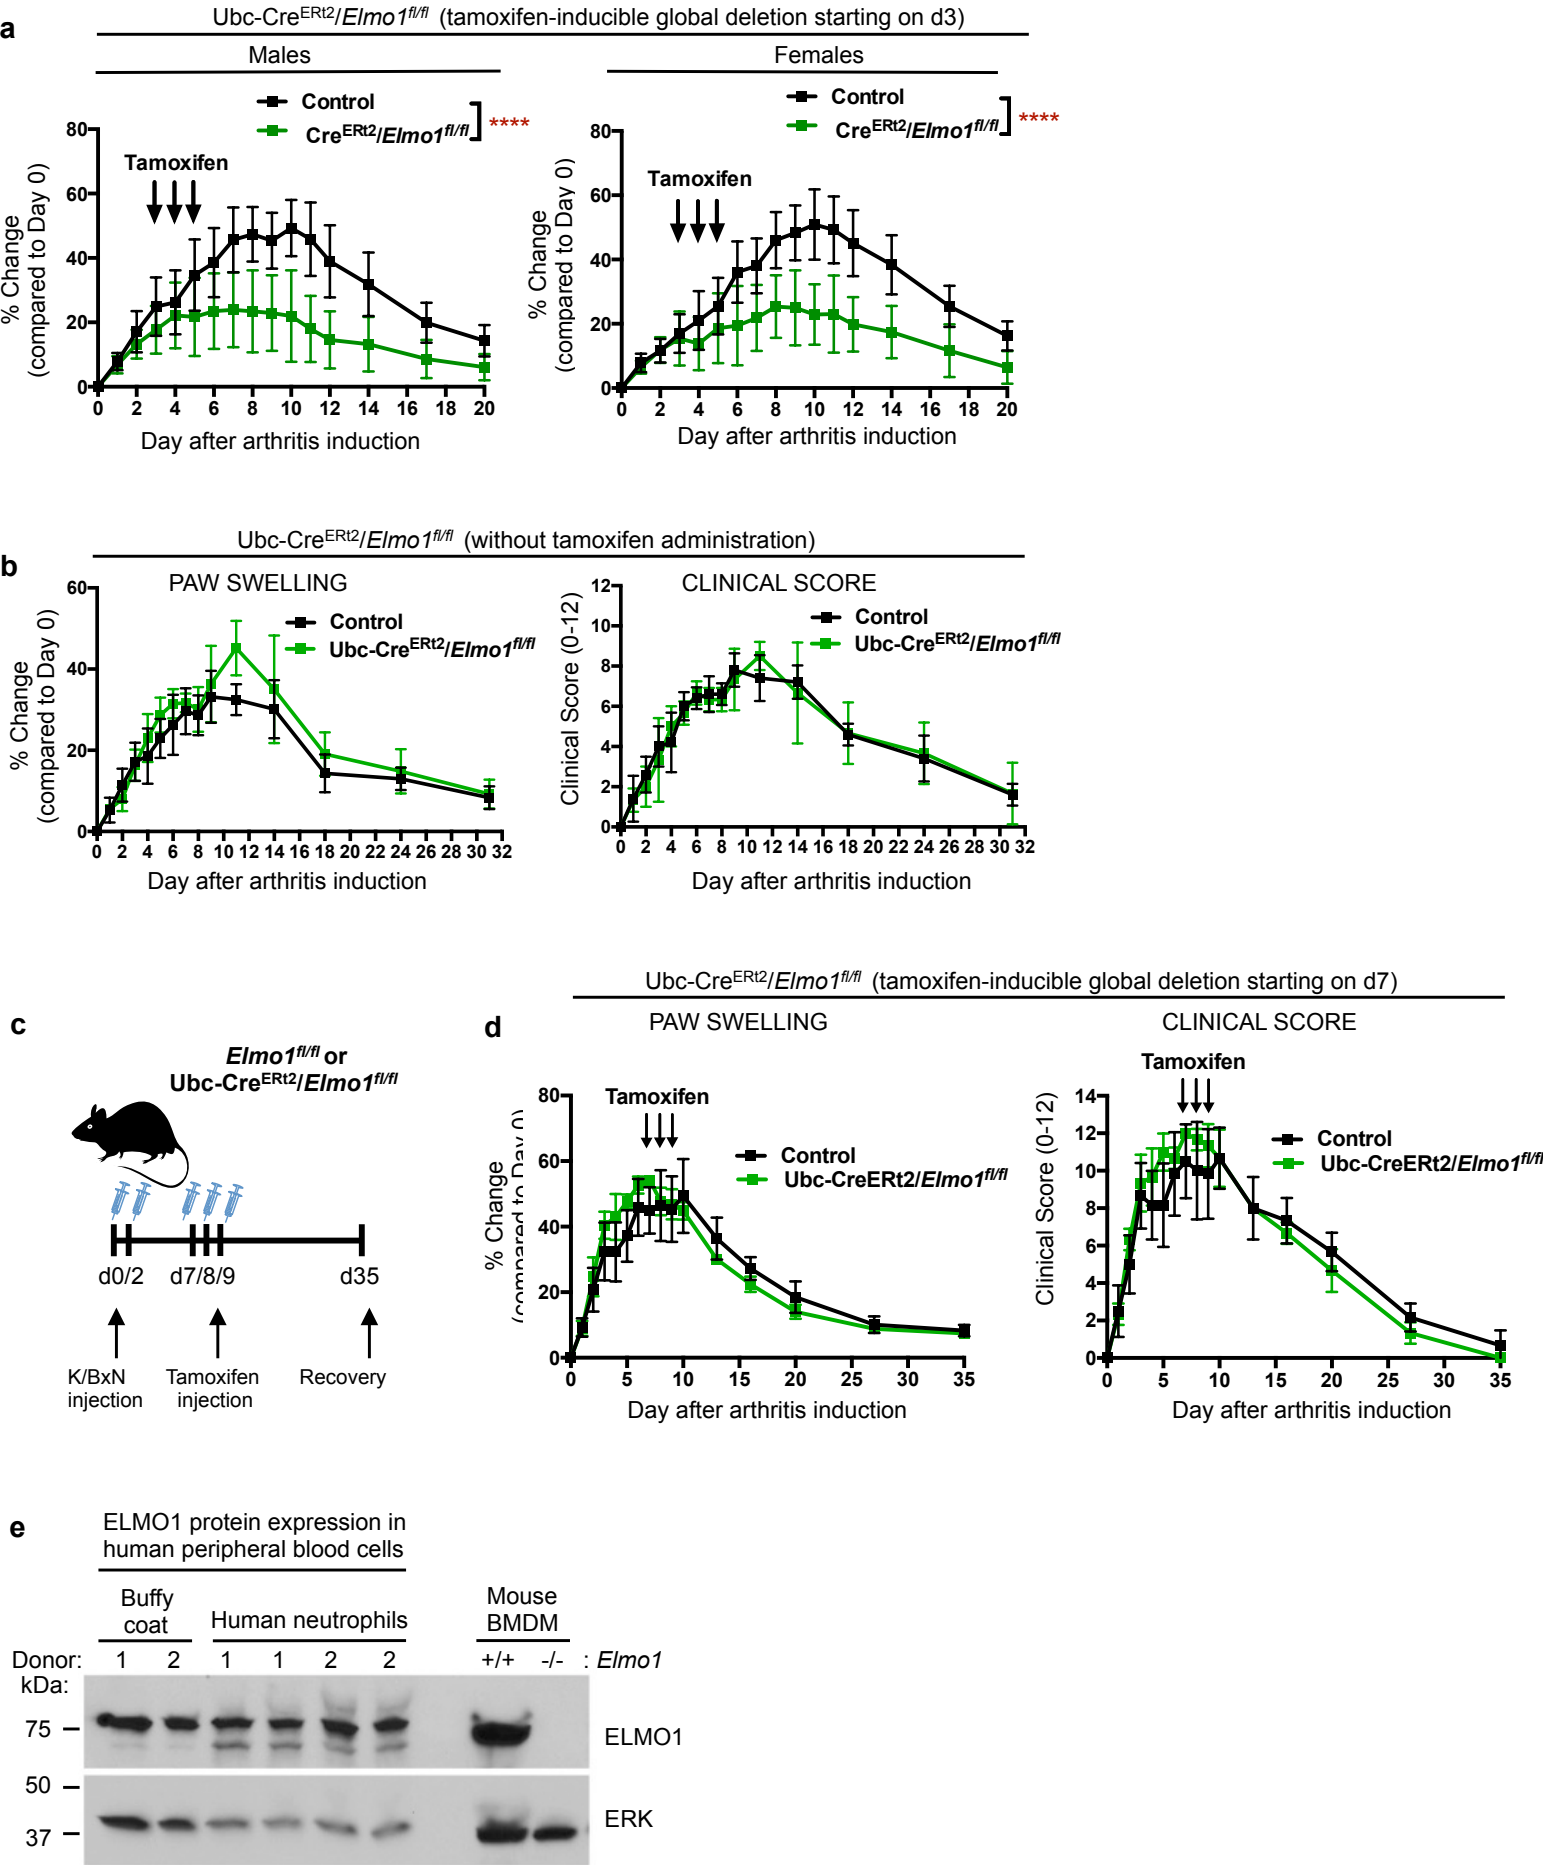 a
Ubc-CreERt2/Elmo1fl/fl (tamoxifen-inducible global deletion starting on d3)
Males
Control
CreERt2/Elmo1fl/fl
****
Tamoxifen
% Change
(compared to Day 0)
80
60
40
20
0
0 2 4 6 8 10 12 14 16 18 20
Day after arthritis induction
Females
Control
CreERt2/Elmo1fl/fl
****
Tamoxifen
% Change
(compared to Day 0)
80
60
40
20
0
0 2 4 6 8 10 12 14 16 18 20
Day after arthritis induction
b
Ubc-CreERt2/Elmo1fl/fl (without tamoxifen administration)
PAW SWELLING
Control
Ubc-CreERt2/Elmo1fl/fl
% Change
(compared to Day 0)
60
40
20
0
0 2 4 6 8 10 12 14 16 18 20 22 24 26 28 30 32
Day after arthritis induction
CLINICAL SCORE
Control
Ubc-CreERt2/Elmo1fl/fl
Clinical Score (0-12)
12
10
8
6
4
2
0
0 2 4 6 8 10 12 14 16 18 20 22 24 26 28 30 32
Day after arthritis induction
c
Elmo1fl/fl or
Ubc-CreERt2/Elmo1fl/fl
d0/2 d7/8/9 d35
K/BxN
injection
Tamoxifen
injection
Recovery
d
Ubc-CreERt2/Elmo1fl/fl (tamoxifen-inducible global deletion starting on d7)
PAW SWELLING
Tamoxifen
Control
Ubc-CreERt2/Elmo1fl/fl
% Change
(compared to Day 0)
80
60
40
20
0
0 5 10 15 20 25 30 35
Day after arthritis induction
CLINICAL SCORE
Tamoxifen
Control
Ubc-CreERt2/Elmo1fl/fl
Clinical Score (0-12)
14
12
10
8
6
4
2
0
0 5 10 15 20 25 30 35
Day after arthritis induction
e
ELMO1 protein expression in
human peripheral blood cells
Buffy
coat
Human neutrophils
Mouse
BMDM
Donor: 1 2 1 1 2 2 +/+ -/- : Elmo1
kDa:
75
ELMO1
50
37
ERK